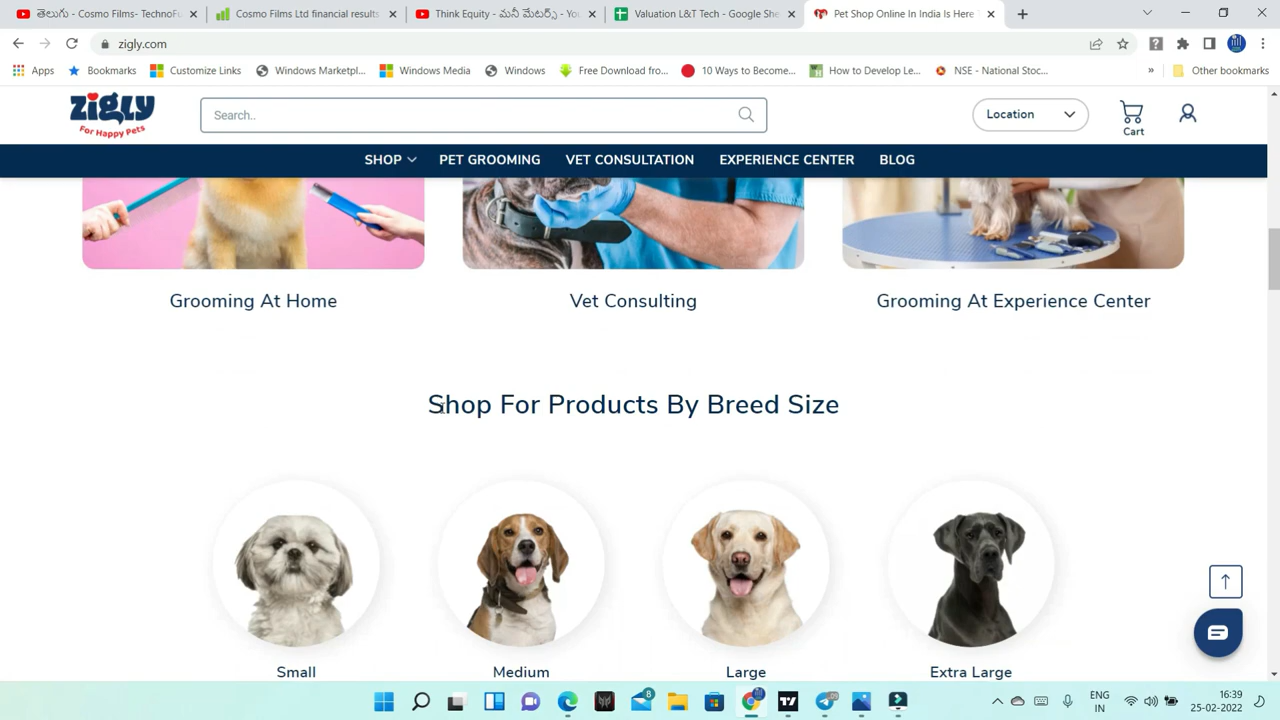 తెలుగు - Cosmo Films- TechnoFu
Cosmo Films Ltd financial results
Think Equity - మనీ మేటర్స్ - You
Valuation L&T Tech - Google She
Pet Shop Online In India Is Here
zigly.com
Apps
Bookmarks
Customize Links
Windows Marketpl...
Windows Media
Windows
Free Download fro...
10 Ways to Become...
How to Develop Le...
NSE - National Stoc...
»
Other bookmarks
zigly
For Happy Pets
Search..
Location
Cart
SHOP
PET GROOMING
VET CONSULTATION
EXPERIENCE CENTER
BLOG
Grooming At Home
Vet Consulting
Grooming At Experience Center
Shop For Products By Breed Size
Small
Medium
Large
Extra Large
8
ENG
IN
16:39
25-02-2022